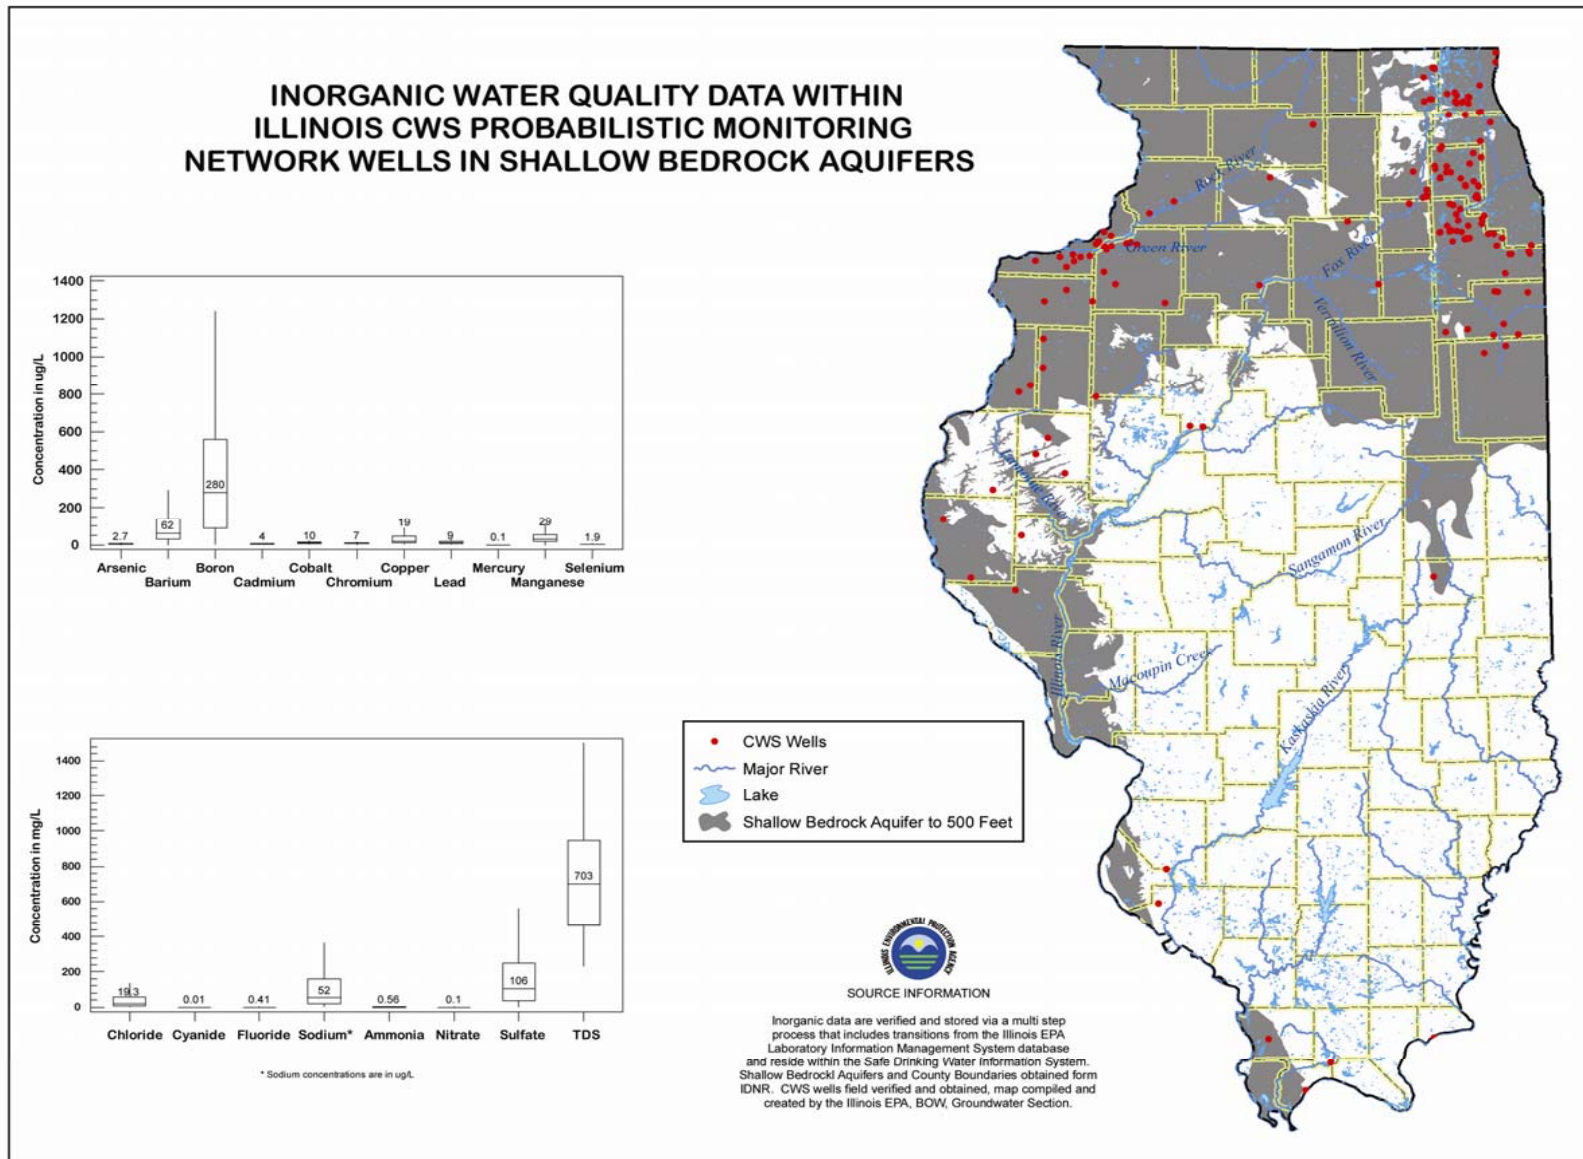 INORGANIC WATER QUALITY DATA WITHIN
ILLINOIS CWS PROBABILISTIC MONITORING
NETWORK WELLS IN SHALLOW BEDROCK AQUIFERS
Concentration in ug/L
1400
1200
1000
800
600
400
200
0
2.7
62
280
4
10
7
19
9
0.1
29
1.9
Arsenic
Barium
Boron
Cadmium
Cobalt
Chromium
Copper
Lead
Mercury
Manganese
Selenium
Concentration in mg/L
1400
1200
1000
800
600
400
200
0
19.3
0.01
0.41
52
0.56
0.1
106
703
Chloride Cyanide Fluoride Sodium* Ammonia Nitrate Sulfate TDS
* Sodium concentrations are in ug/L
CWS Wells
Major River
Lake
Shallow Bedrock Aquifer to 500 Feet
ILLINOIS ENVIRONMENTAL PROTECTION AGENCY
SOURCE INFORMATION
Inorganic data are verified and stored via a multi step
process that includes transitions from the Illinois EPA
Laboratory Information Management System database
and reside within the Safe Drinking Water Information System.
Shallow Bedrockl Aquifers and County Boundaries obtained form
IDNR. CWS wells field verified and obtained, map compiled and
created by the Illinois EPA, BOW, Groundwater Section.
Rock River
Green River
Fox River
Vermillion River
Sangamon River
Illinois River
Macoupin Creek
Kaskaskia River